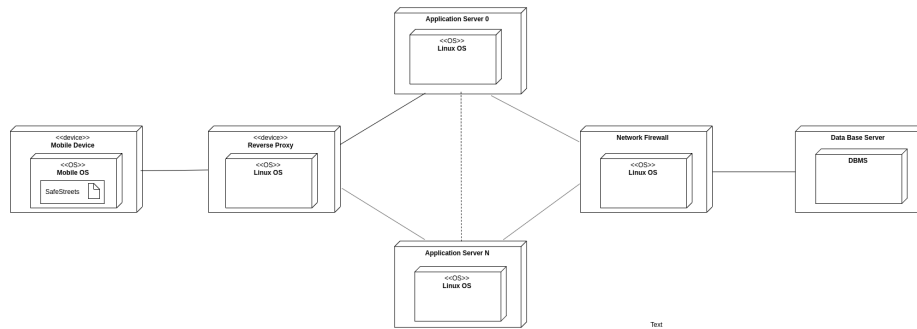 Application Server 0
<<OS>>
Linux OS
<<device>>
Mobile Device
<<OS>>
Mobile OS
SafeStreets
<<device>>
Reverse Proxy
<<OS>>
Linux OS
Network Firewall
<<OS>>
Linux OS
Data Base Server
DBMS
Application Server N
<<OS>>
Linux OS
Text